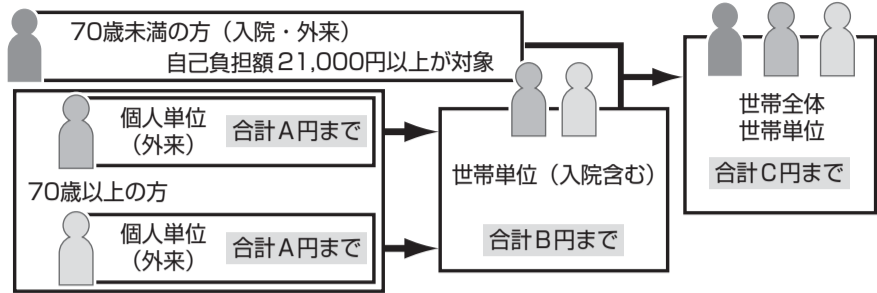 70歳未満の方（入院・外来）
自己負担額21,000円以上が対象
個人単位
（外来）
合計A円まで
70歳以上の方
個人単位
（外来）
合計A円まで
世帯単位（入院含む）
合計B円まで
世帯全体
世帯単位
合計C円まで